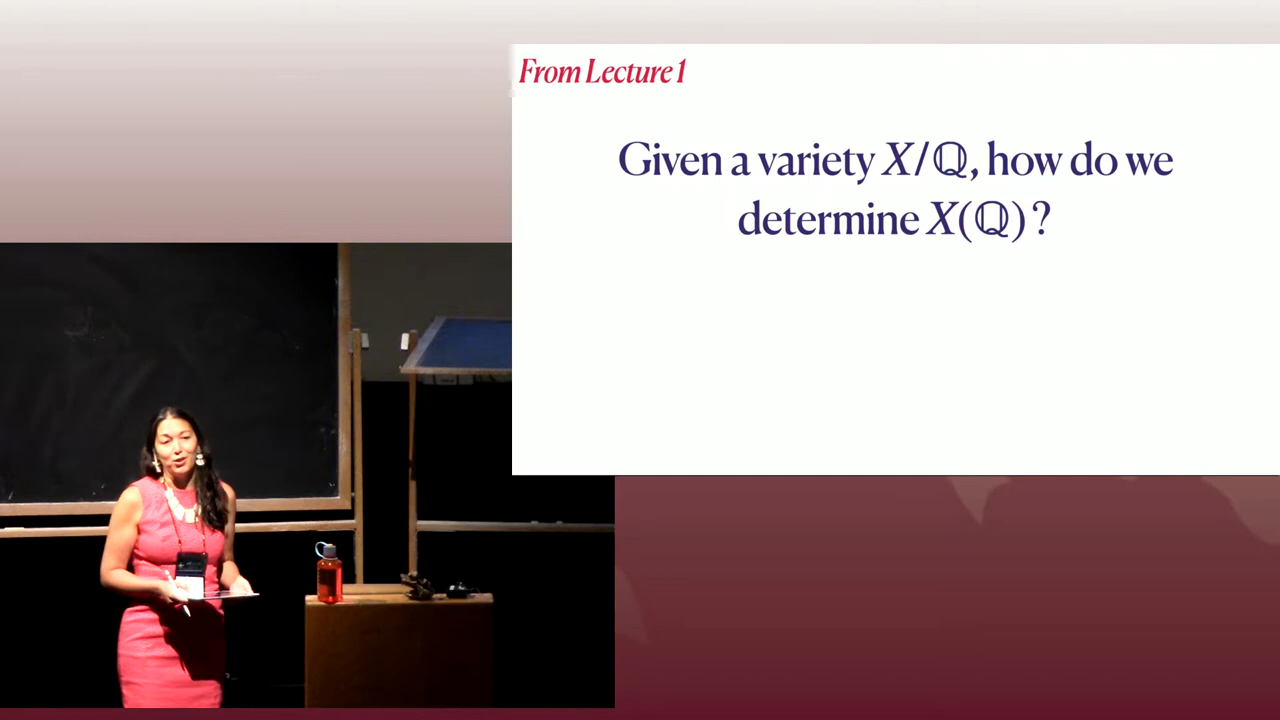 From Lecture 1
Given a variety X/ℚ, how do we
determine X(ℚ)?